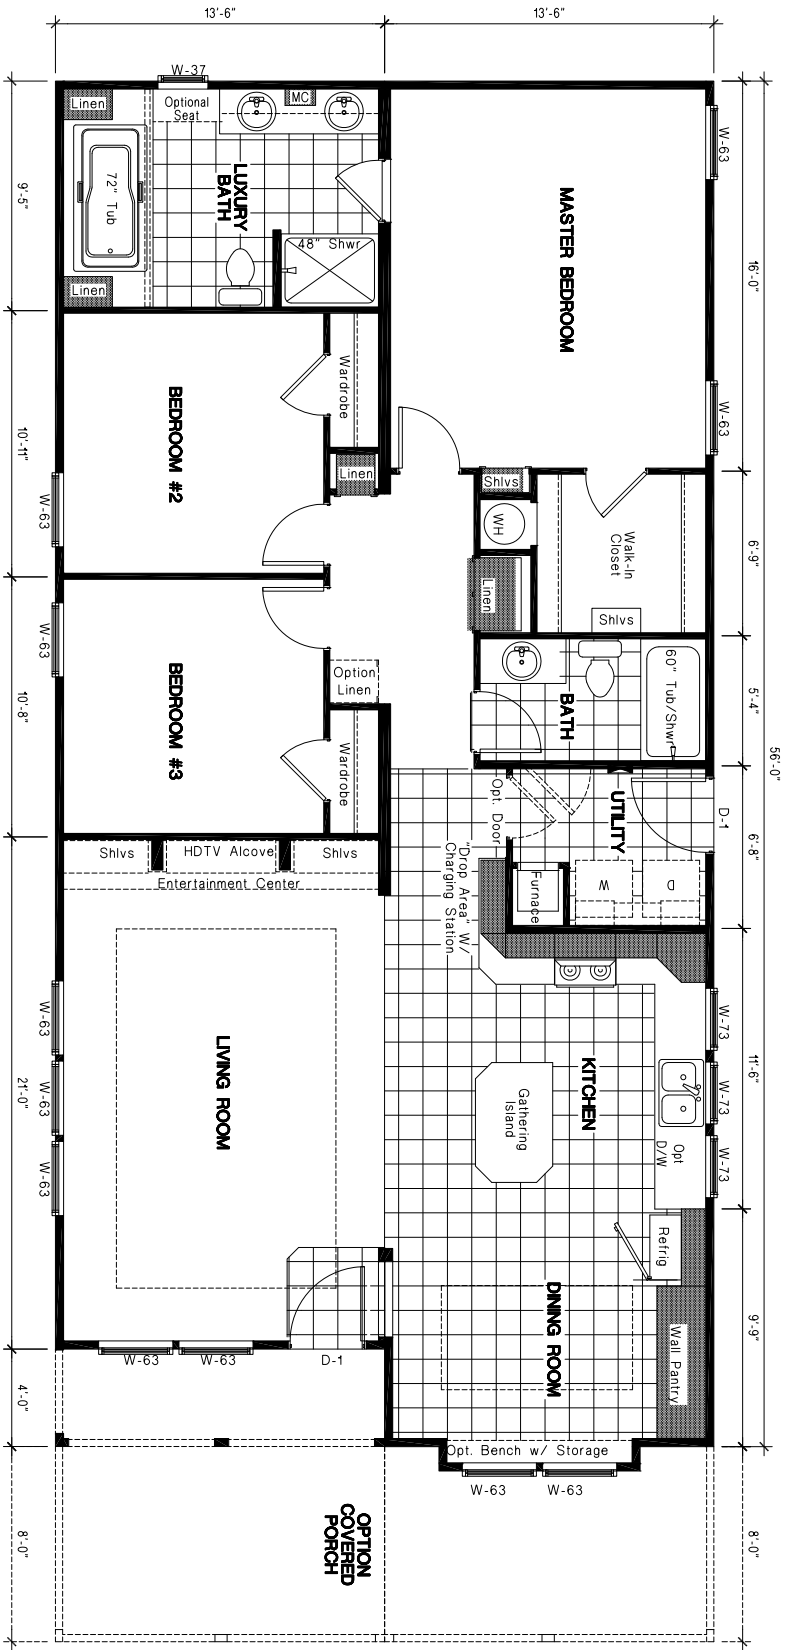 13'-6"
13'-6"
W-37
Linen
Optional
Seat
MC
72" Tub
LUXURY
BATH
48" Shwr
Linen
9'-5"
MASTER BEDROOM
W-63
16'-0"
W-63
Wardrobe
BEDROOM #2
10'-11"
W-63
Linen
Shlvs
WH
Walk-In
Closet
6'-9"
Linen
Shlvs
W-63
BEDROOM #3
10'-8"
Option
Linen
Wardrobe
BATH
60" Tub/Shwr
5'-4"
56'-0"
Opt. Door
UTILITY
D-1
6'-8"
W
D
Furnace
"Drop Area" W/
Charging Station
Shlvs
HDTV Alcove
Shlvs
Entertainment Center
LIVING ROOM
W-63
W-63
W-63
21'-0"
KITCHEN
Gathering
Island
W-73
W-73
W-73
11'-6"
Opt
D/W
Refrig
DINING ROOM
Wall Pantry
9'-9"
W-63
W-63
D-1
4'-0"
Opt. Bench w/ Storage
W-63
W-63
OPTION
COVERED
PORCH
8'-0"
8'-0"